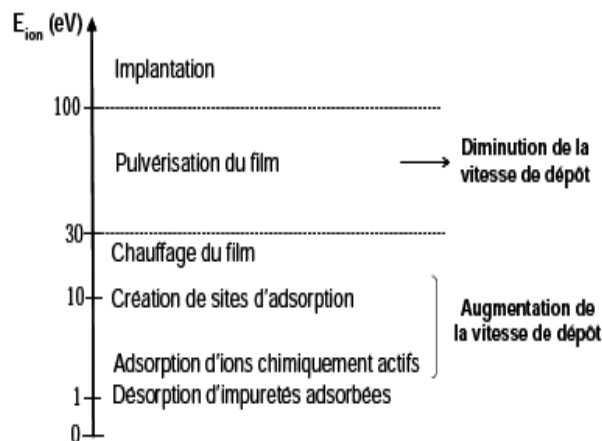 E_ion (eV)
Implantation
100
Pulvérisation du film
Diminution de la
vitesse de dépôt
30
Chauffage du film
10
Création de sites d'adsorption
Augmentation de
la vitesse de dépôt
Adsorption d'ions chimiquement actifs
1
Désorption d'impuretés adsorbées
0